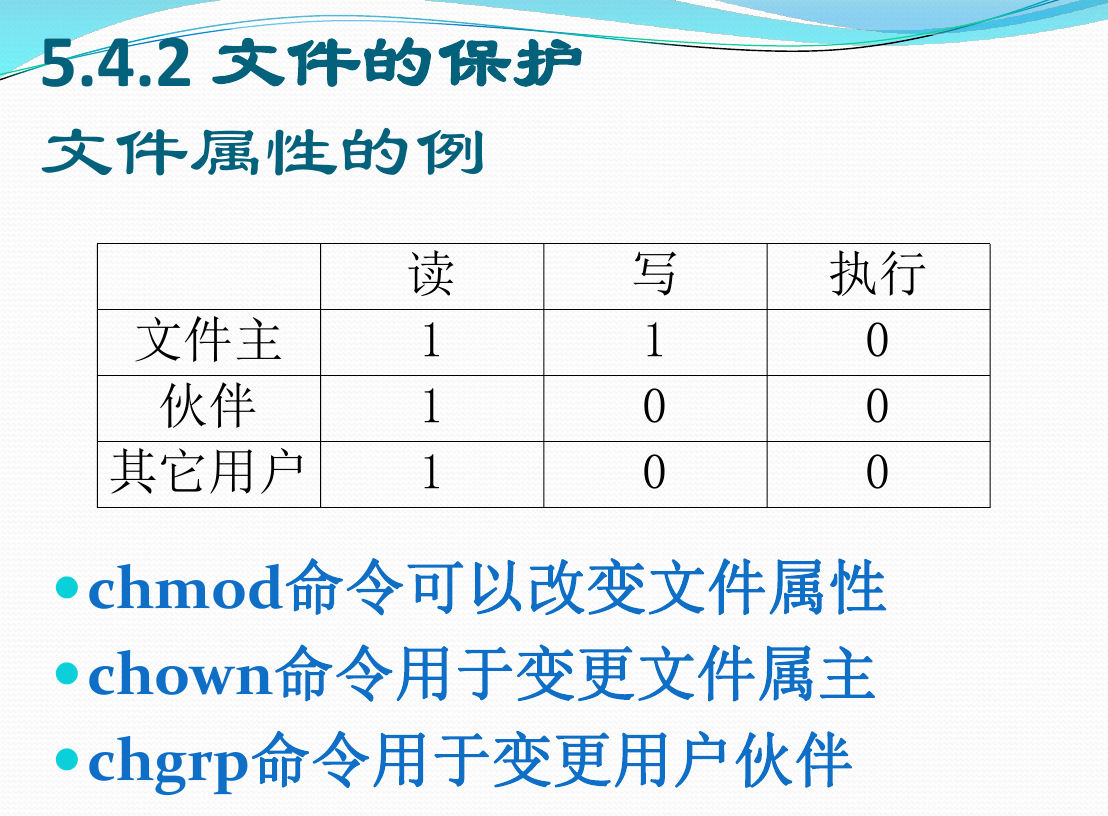 5.4.2 文件的保护
文件属性的例
读 写 执行
文件主 1 1 0
伙伴 1 0 0
其它用户 1 0 0
chmod命令可以改变文件属性
chown命令用于变更文件属主
chgrp命令用于变更用户伙伴